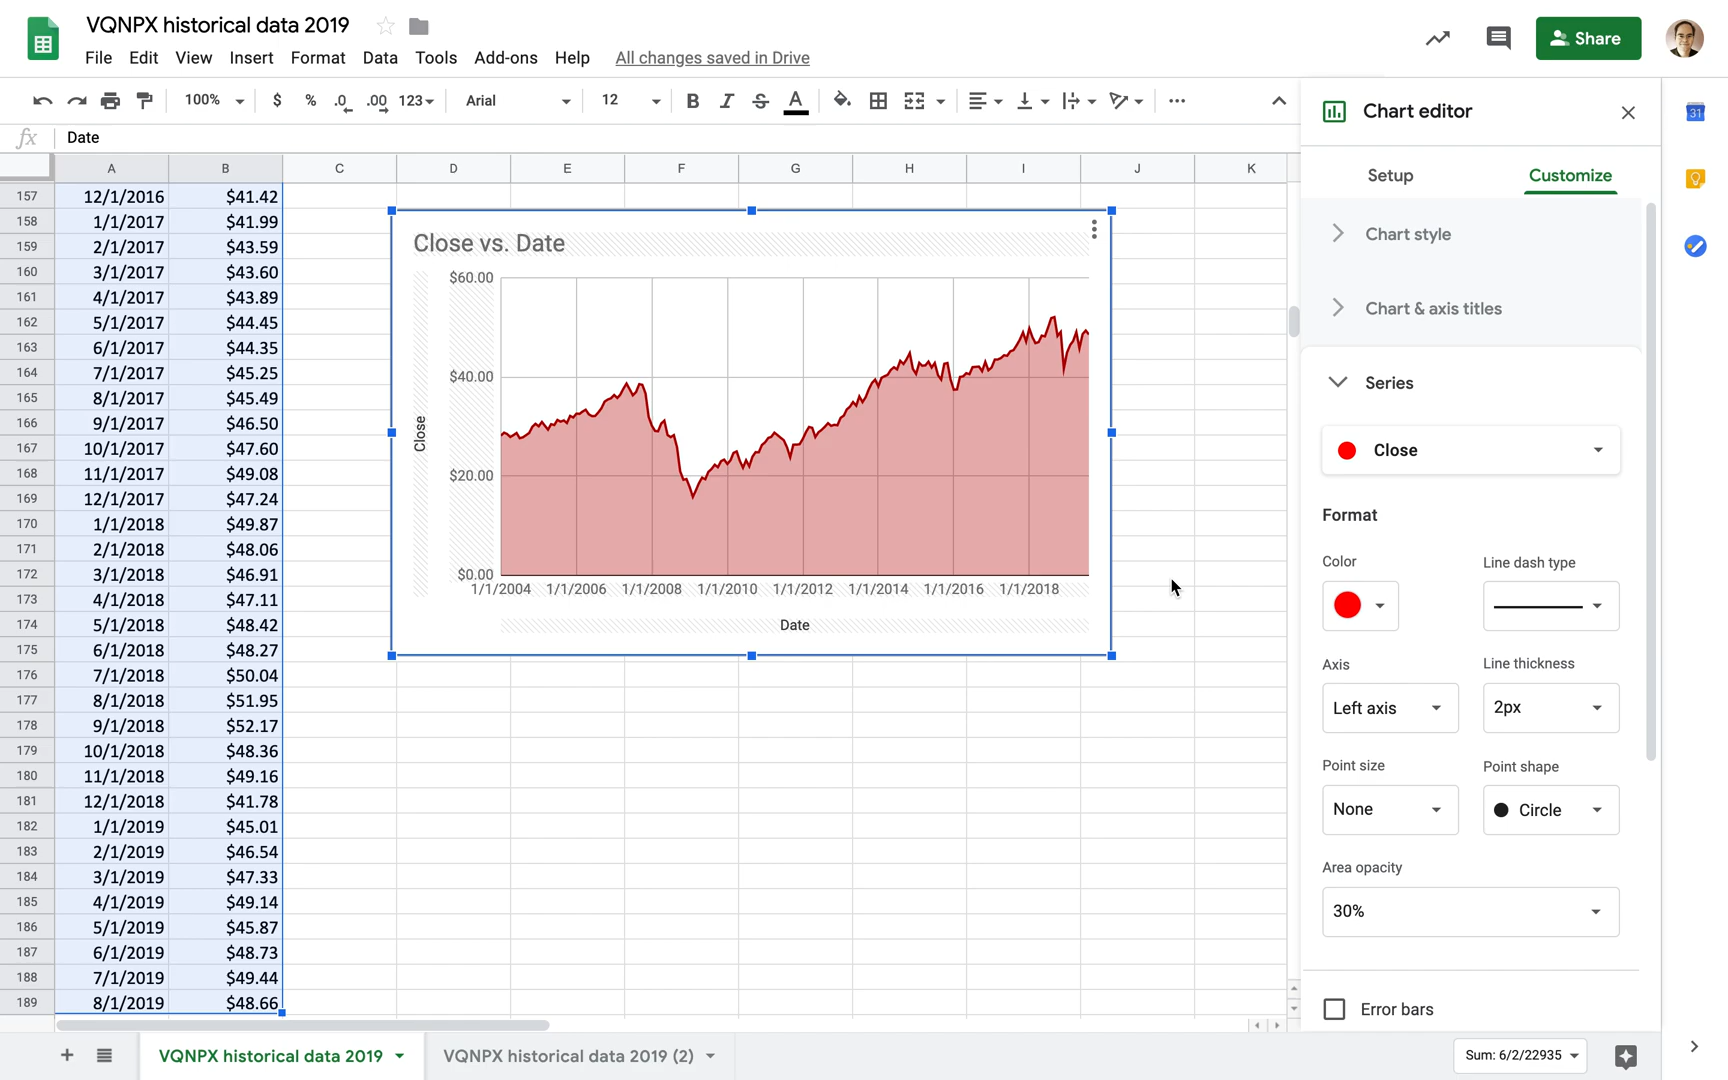 VQNPX historical data 2019
File Edit View Insert Format Data Tools Add-ons Help All changes saved in Drive
Share
100% $ % .0 .00 123 Arial 12 B I S A
fx Date
A B C D E F G H I J K
157 12/1/2016 $41.42
158 1/1/2017 $41.99
159 2/1/2017 $43.59
160 3/1/2017 $43.60
161 4/1/2017 $43.89
162 5/1/2017 $44.45
163 6/1/2017 $44.35
164 7/1/2017 $45.25
165 8/1/2017 $45.49
166 9/1/2017 $46.50
167 10/1/2017 $47.60
168 11/1/2017 $49.08
169 12/1/2017 $47.24
170 1/1/2018 $49.87
171 2/1/2018 $48.06
172 3/1/2018 $46.91
173 4/1/2018 $47.11
174 5/1/2018 $48.42
175 6/1/2018 $48.27
176 7/1/2018 $50.04
177 8/1/2018 $51.95
178 9/1/2018 $52.17
179 10/1/2018 $48.36
180 11/1/2018 $49.16
181 12/1/2018 $41.78
182 1/1/2019 $45.01
183 2/1/2019 $46.54
184 3/1/2019 $47.33
185 4/1/2019 $49.14
186 5/1/2019 $45.87
187 6/1/2019 $48.73
188 7/1/2019 $49.44
189 8/1/2019 $48.66
Close vs. Date
$60.00
$40.00
$20.00
$0.00
Close
1/1/2004 1/1/2006 1/1/2008 1/1/2010 1/1/2012 1/1/2014 1/1/2016 1/1/2018
Date
Chart editor
Setup Customize
Chart style
Chart & axis titles
Series
Close
Format
Color Line dash type
Axis Line thickness
Left axis 2px
Point size Point shape
None Circle
Area opacity
30%
Error bars
31
VQNPX historical data 2019 VQNPX historical data 2019 (2)
Sum: 6/2/22935